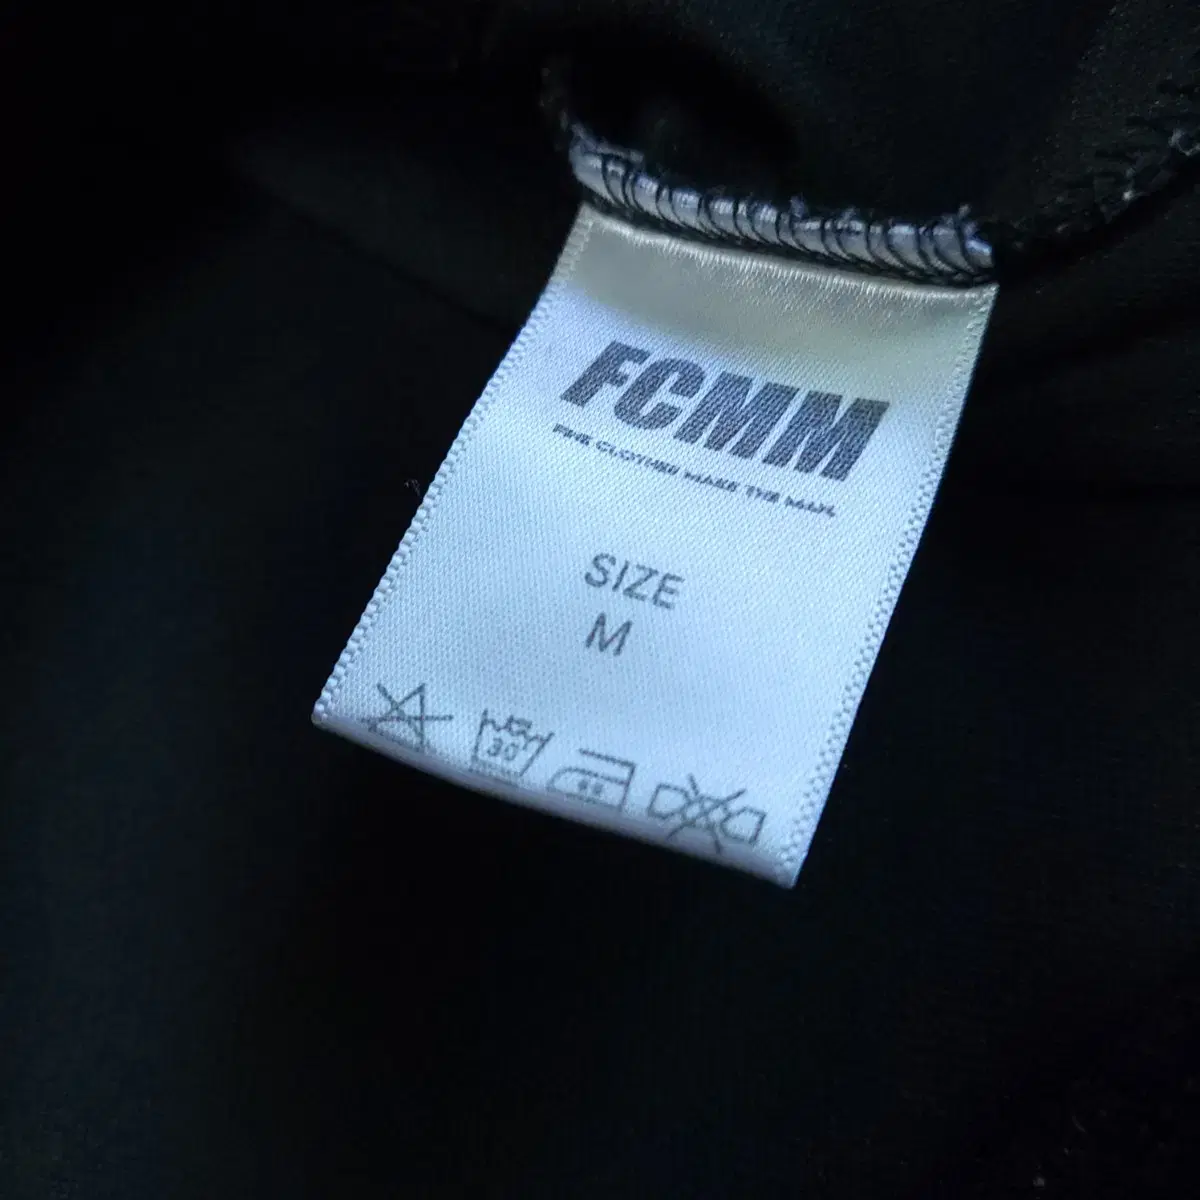 FCMM
FINE CLOTHES MAKE THE MAN.
SIZE
M
30